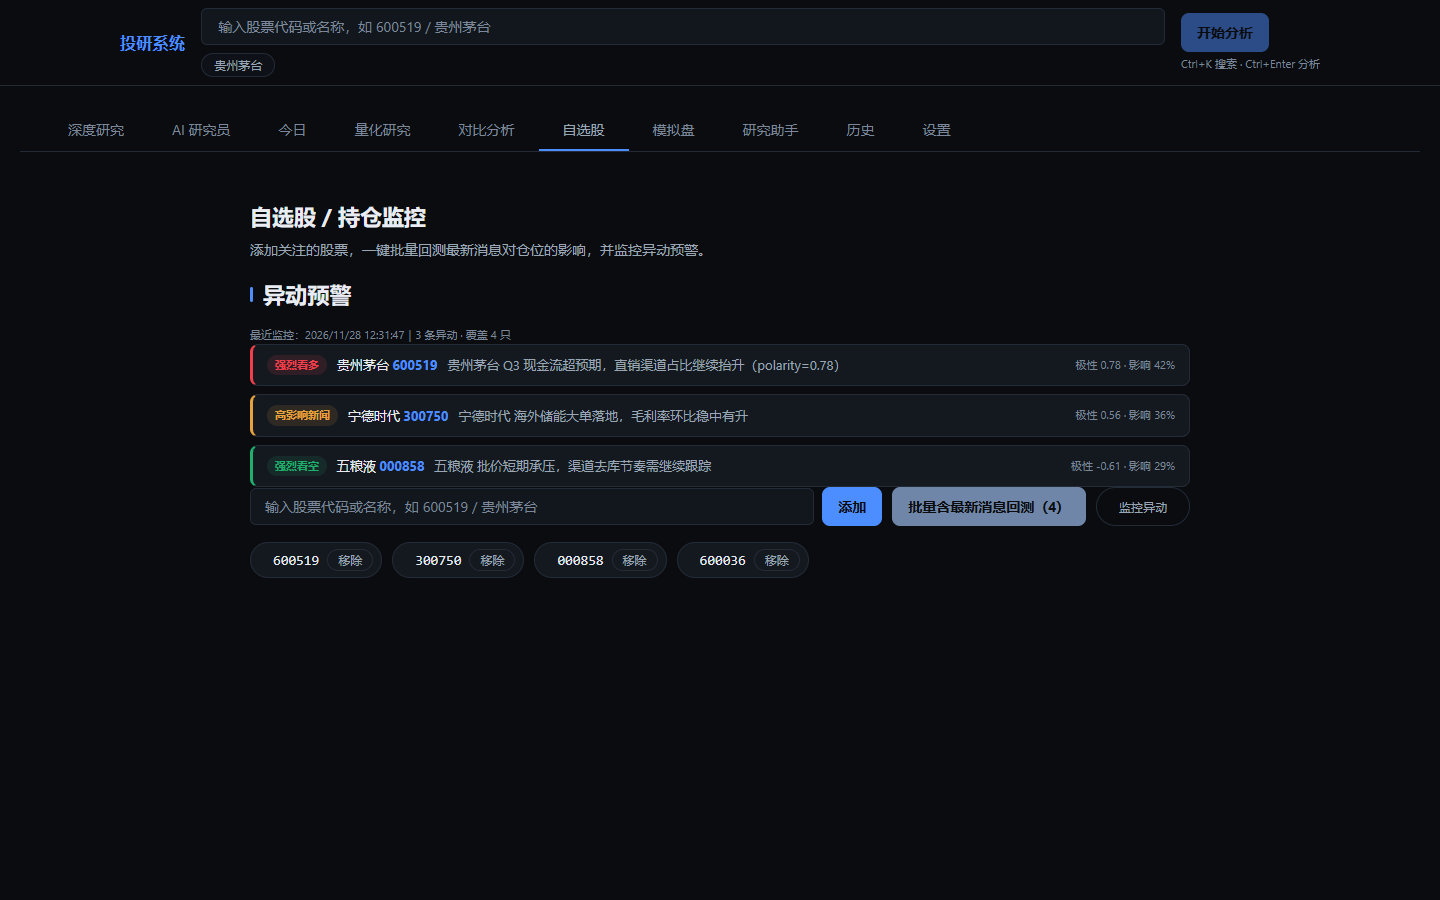 投研系统
输入股票代码或名称，如 600519 / 贵州茅台
开始分析
贵州茅台
Ctrl+K 搜索 · Ctrl+Enter 分析
深度研究 AI 研究员 今日 量化研究 对比分析 自选股 模拟盘 研究助手 历史 设置
自选股 / 持仓监控
添加关注的股票，一键批量回测最新消息对仓位的影响，并监控异动预警。
异动预警
最近监控：2026/11/28 12:31:47 | 3 条异动 · 覆盖 4 只
强烈看多 贵州茅台 600519 贵州茅台 Q3 现金流超预期，直销渠道占比继续抬升（polarity=0.78） 极性 0.78 · 影响 42%
高影响新闻 宁德时代 300750 宁德时代 海外储能大单落地，毛利率环比稳中有升 极性 0.56 · 影响 36%
强烈看空 五粮液 000858 五粮液 批价短期承压，渠道去库节奏需继续跟踪 极性 -0.61 · 影响 29%
输入股票代码或名称，如 600519 / 贵州茅台 添加 批量含最新消息回测（4） 监控异动
600519 移除 300750 移除 000858 移除 600036 移除